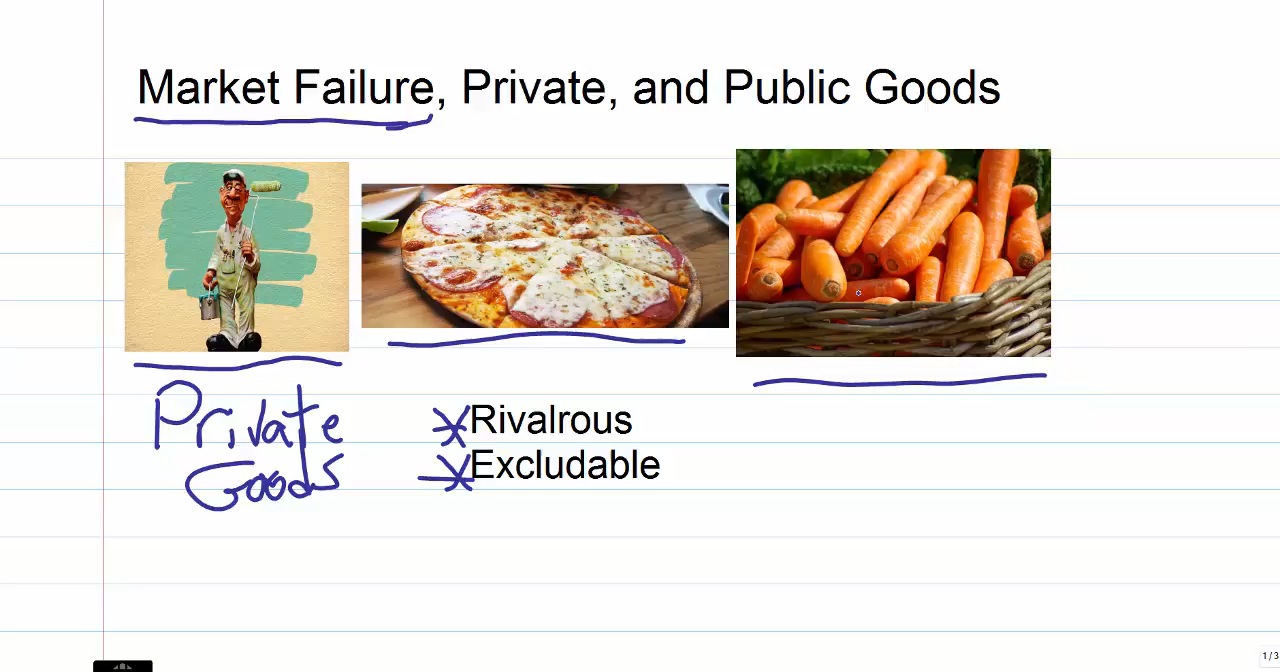 Market Failure, Private, and Public Goods
Private
Goods
Rivalrous
Excludable
1 / 3